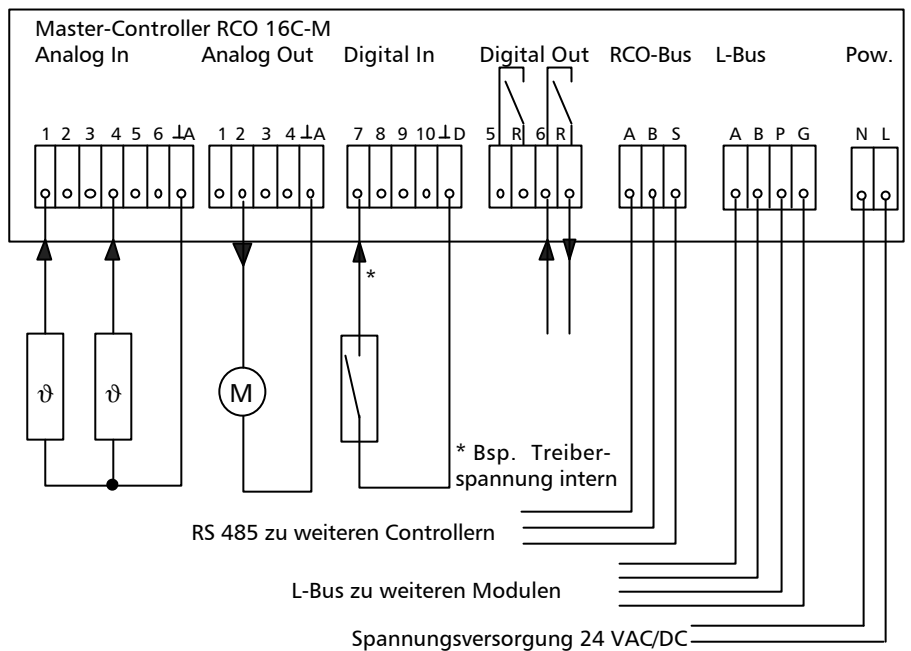 Master-Controller RCO 16C-M
Analog In Analog Out Digital In Digital Out RCO-Bus L-Bus Pow.
1 2 3 4 5 6 ⊥A 1 2 3 4 ⊥A 7 8 9 10 ⊥D 5 R 6 R A B S A B P G N L
*
ϑ ϑ M
* Bsp. Treiber-
spannung intern
RS 485 zu weiteren Controllern
L-Bus zu weiteren Modulen
Spannungsversorgung 24 VAC/DC